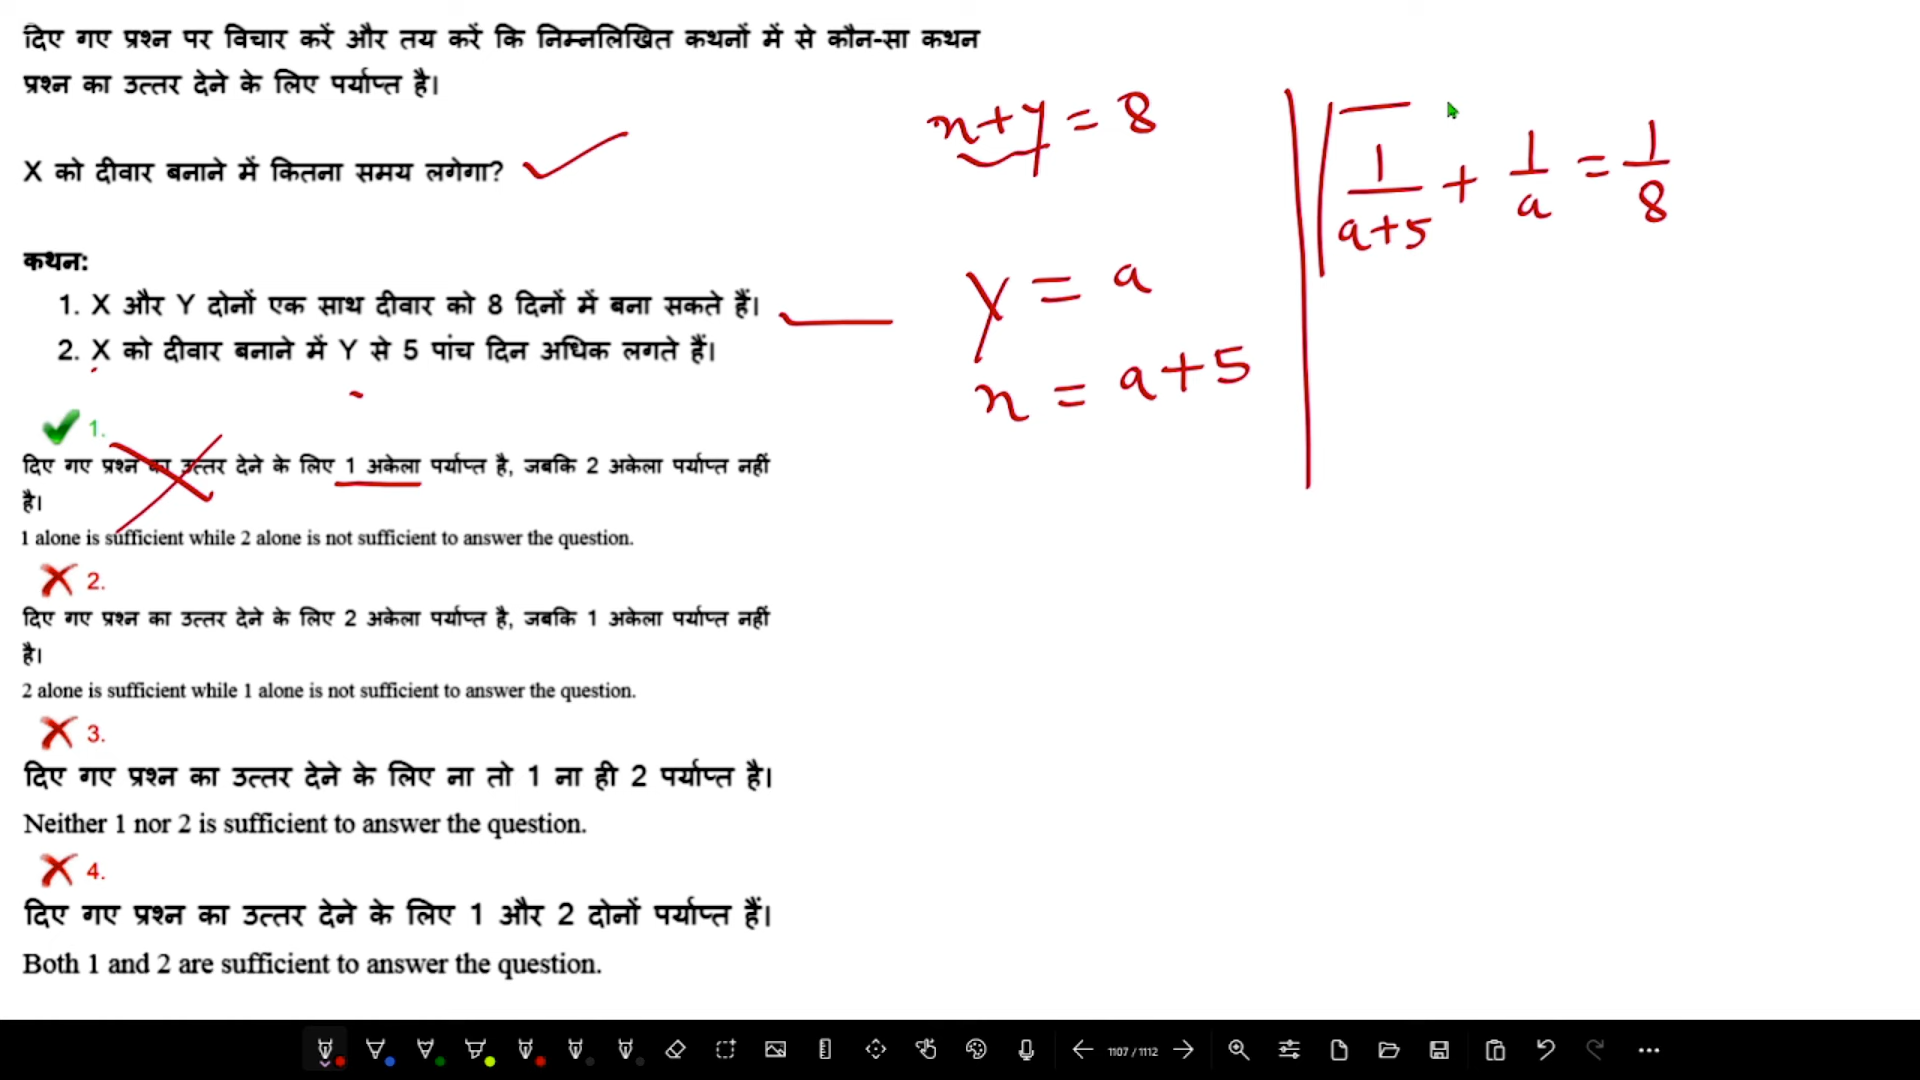 दिए गए प्रश्न पर विचार करें और तय करें कि निम्नलिखित कथनों में से कौन-सा कथन
प्रश्न का उत्तर देने के लिए पर्याप्त है।
X को दीवार बनाने में कितना समय लगेगा?
कथन:
1. X और Y दोनों एक साथ दीवार को 8 दिनों में बना सकते हैं।
2. X को दीवार बनाने में Y से 5 पांच दिन अधिक लगते हैं।
1.
दिए गए प्रश्न का उत्तर देने के लिए 1 अकेला पर्याप्त है, जबकि 2 अकेला पर्याप्त नहीं
है।
1 alone is sufficient while 2 alone is not sufficient to answer the question.
2.
दिए गए प्रश्न का उत्तर देने के लिए 2 अकेला पर्याप्त है, जबकि 1 अकेला पर्याप्त नहीं
है।
2 alone is sufficient while 1 alone is not sufficient to answer the question.
3.
दिए गए प्रश्न का उत्तर देने के लिए ना तो 1 ना ही 2 पर्याप्त है।
Neither 1 nor 2 is sufficient to answer the question.
4.
दिए गए प्रश्न का उत्तर देने के लिए 1 और 2 दोनों पर्याप्त हैं।
Both 1 and 2 are sufficient to answer the question.
x+y = 8
y = a
x = a+5
1/(a+5) + 1/a = 1/8
1107 / 1112